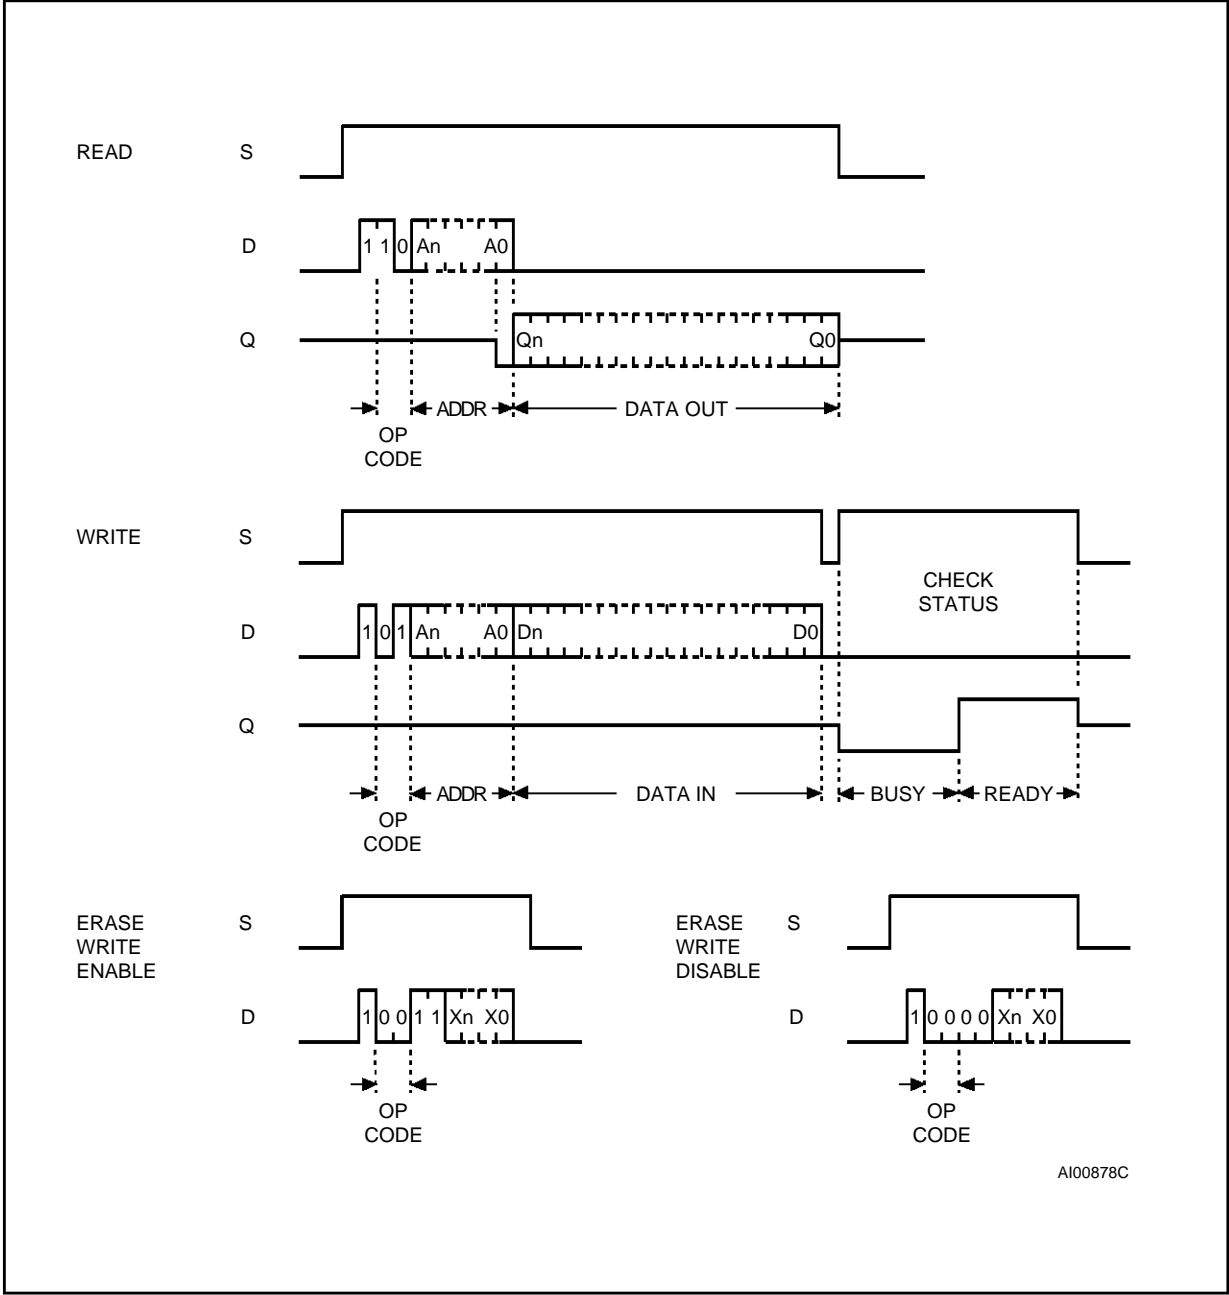 READ S
D 1 1 0 An A0
Q Qn Q0
ADDR DATA OUT
OP
CODE
WRITE S
CHECK
STATUS
D 1 0 1 An A0 Dn D0
Q
ADDR DATA IN BUSY READY
OP
CODE
ERASE
WRITE
ENABLE
S
D 1 0 0 1 1 Xn X0
OP
CODE
ERASE
WRITE
DISABLE
S
D 1 0 0 0 0 Xn X0
OP
CODE
AI00878C